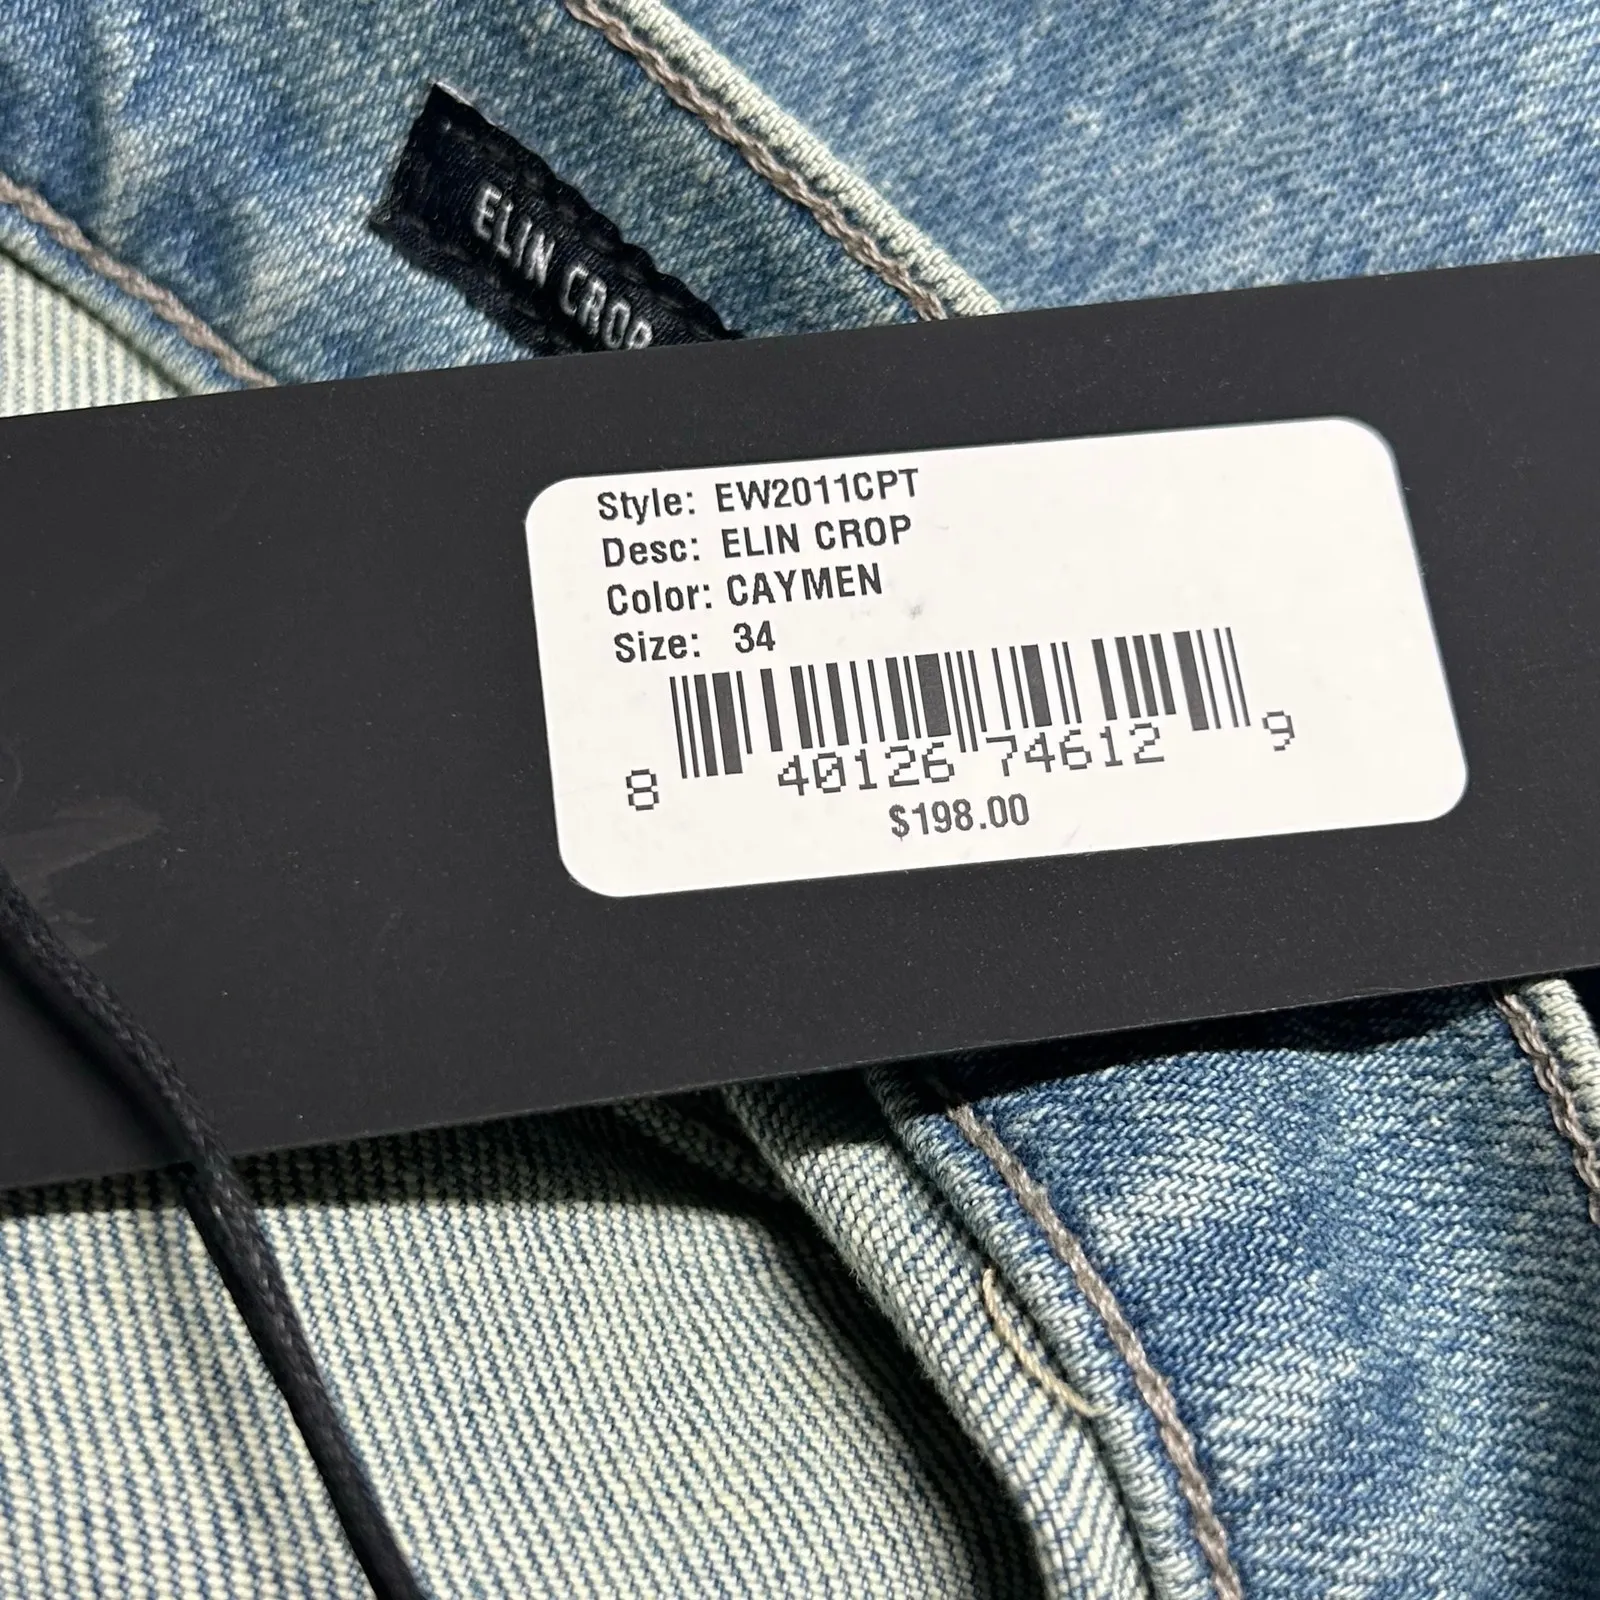 ELIN CROP
Style: EW2011CPT
Desc: ELIN CROP
Color: CAYMEN
Size: 34
8 40126 74612 9
$198.00